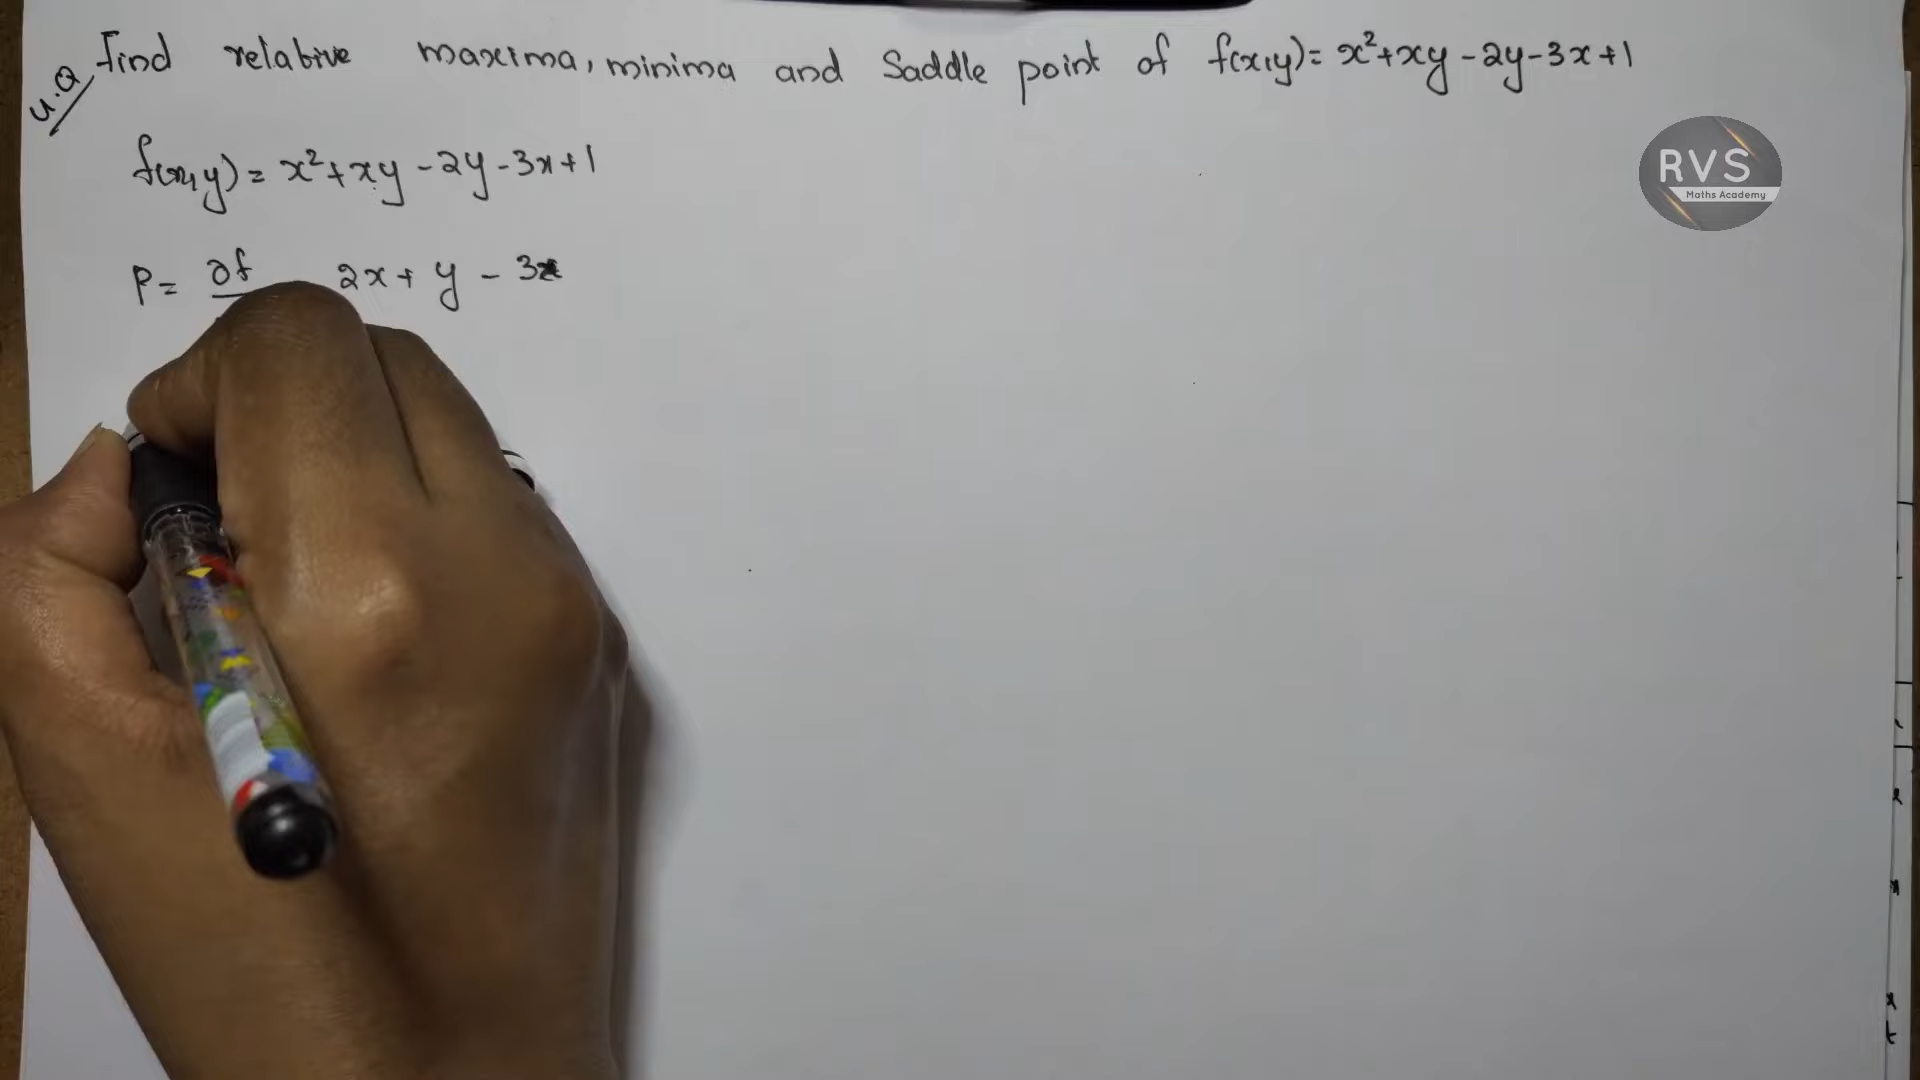 U.Q Find relative maxima, minima and Saddle point of f(x,y)= x²+xy-2y-3x+1
RVS
Maths Academy
f(x,y)= x²+xy-2y-3x+1
P= ∂f 2x+y-3